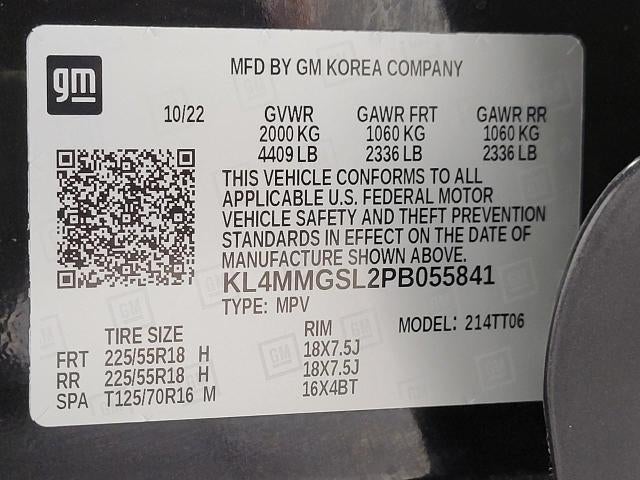 gm
MFD BY GM KOREA COMPANY
10/22 GVWR GAWR FRT GAWR RR
2000 KG 1060 KG 1060 KG
4409 LB 2336 LB 2336 LB
THIS VEHICLE CONFORMS TO ALL
APPLICABLE U.S. FEDERAL MOTOR
VEHICLE SAFETY AND THEFT PREVENTION
STANDARDS IN EFFECT ON THE DATE OF
MANUFACTURE SHOWN ABOVE.
KL4MMGSL2PB055841
TYPE: MPV
MODEL: 214TT06
TIRE SIZE RIM
FRT 225/55R18 H 18X7.5J
RR 225/55R18 H 18X7.5J
SPA T125/70R16 M 16X4BT